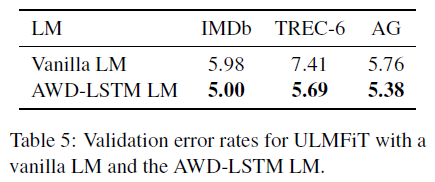 LM IMDb TREC-6 AG
Vanilla LM 5.98 7.41 5.76
AWD-LSTM LM 5.00 5.69 5.38
Table 5: Validation error rates for ULMFiT with a
vanilla LM and the AWD-LSTM LM.